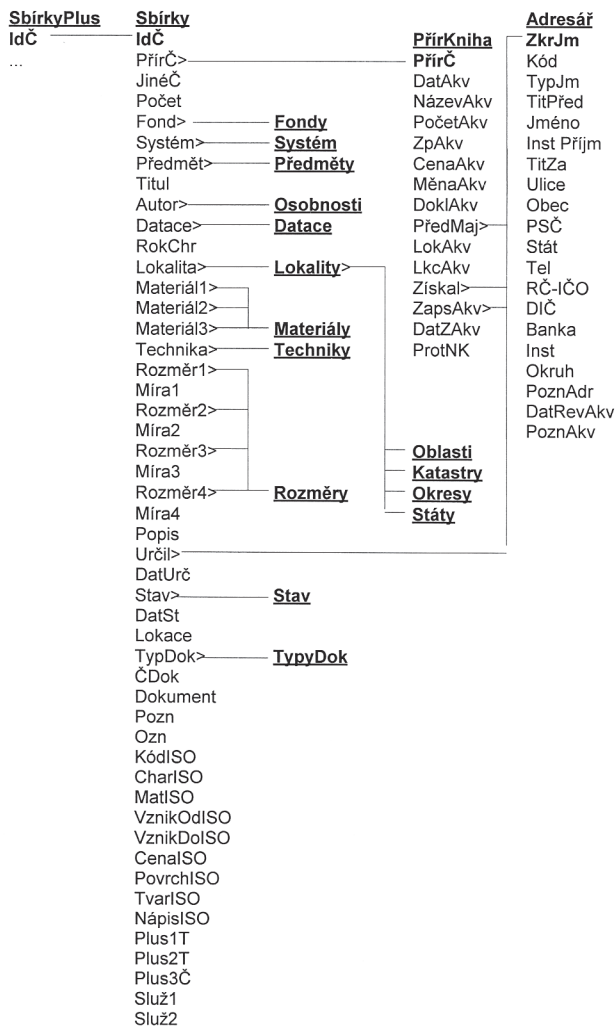 SbírkyPlus
IdČ
...
Sbírky
IdČ
PřírČ>
JinéČ
Počet
Fond> Fondy
Systém> Systém
Předmět> Předměty
Titul
Autor> Osobnosti
Datace> Datace
RokChr
Lokalita> Lokality>
Materiál1>
Materiál2>
Materiál3> Materiály
Technika> Techniky
Rozměr1>
Míra1
Rozměr2>
Míra2
Rozměr3>
Míra3
Rozměr4> Rozměry
Míra4
Popis
Určil>
DatUrč
Stav> Stav
DatSt
Lokace
TypDok> TypyDok
ČDok
Dokument
Pozn
Ozn
KódISO
CharISO
MatISO
VznikOdISO
VznikDoISO
CenaISO
PovrchISO
TvarISO
NápisISO
Plus1T
Plus2T
Plus3Č
Služ1
Služ2
PřírKniha
PřírČ
DatAkv
NázevAkv
PočetAkv
ZpAkv
CenaAkv
MěnaAkv
DoklAkv
PředMaj>
LokAkv
LkcAkv
Získal>
ZapsAkv>
DatZAkv
ProtNK
Oblasti
Katastry
Okresy
Státy
Adresář
ZkrJm
Kód
TypJm
TitPřed
Jméno
Inst Příjm
TitZa
Ulice
Obec
PSČ
Stát
Tel
RČ-IČO
DIČ
Banka
Inst
Okruh
PoznAdr
DatRevAkv
PoznAkv